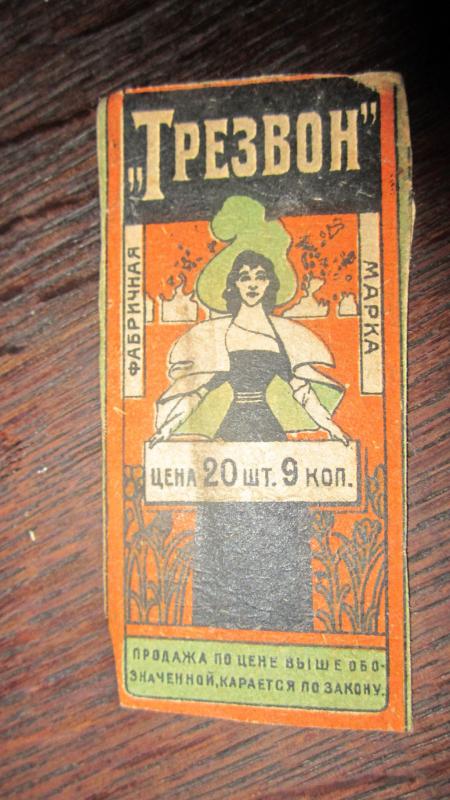 „ТРЕЗВОН"
ФАБРИЧНАЯ
МАРКА
ЦЕНА 20 ШТ. 9 КОП.
ПРОДАЖА ПО ЦЕНЕ ВЫШЕ ОБО-
ЗНАЧЕННОЙ, КАРАЕТСЯ ПО ЗАКОНУ.